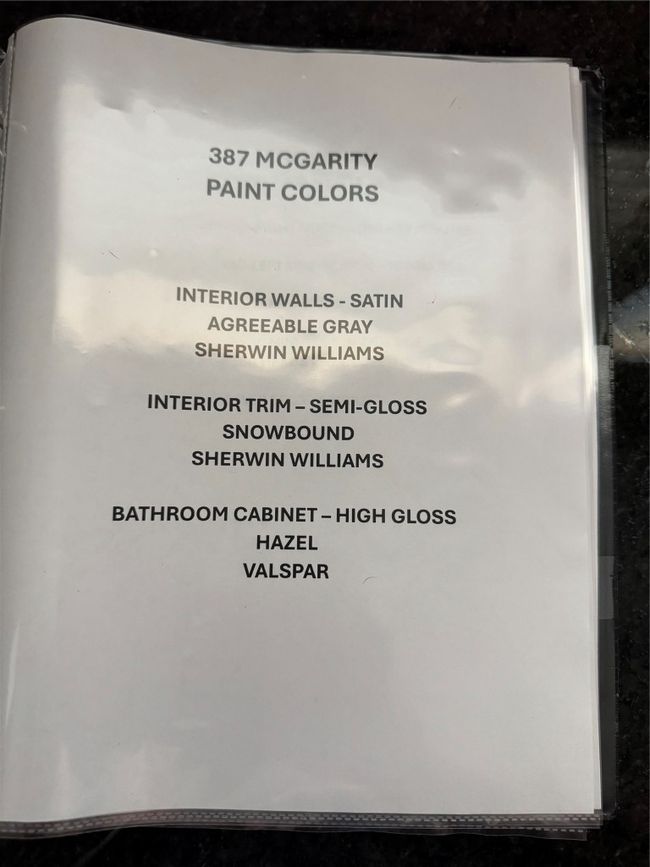 387 MCGARITY
PAINT COLORS
INTERIOR WALLS - SATIN
AGREEABLE GRAY
SHERWIN WILLIAMS
INTERIOR TRIM – SEMI-GLOSS
SNOWBOUND
SHERWIN WILLIAMS
BATHROOM CABINET – HIGH GLOSS
HAZEL
VALSPAR